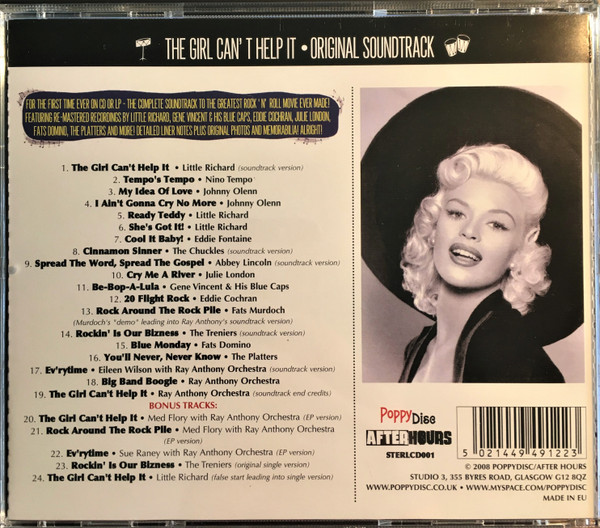 THE GIRL CAN'T HELP IT • ORIGINAL SOUNDTRACK
FOR THE FIRST TIME EVER ON CD OR LP - THE COMPLETE SOUNDTRACK TO THE GREATEST ROCK 'N' ROLL MOVIE EVER MADE!
FEATURING RE-MASTERED RECORDINGS BY LITTLE RICHARD, GENE VINCENT & HIS BLUE CAPS, EDDIE COCHRAN, JULIE LONDON,
FATS DOMINO, THE PLATTERS AND MORE! DETAILED LINER NOTES PLUS ORIGINAL PHOTOS AND MEMORABILIA! ALRIGHT!
1. The Girl Can't Help It • Little Richard (soundtrack version)
2. Tempo's Tempo • Nino Tempo
3. My Idea Of Love • Johnny Olenn
4. I Ain't Gonna Cry No More • Johnny Olenn
5. Ready Teddy • Little Richard
6. She's Got It! • Little Richard
7. Cool It Baby! • Eddie Fontaine
8. Cinnamon Sinner • The Chuckles (soundtrack version)
9. Spread The Word, Spread The Gospel • Abbey Lincoln (soundtrack version)
10. Cry Me A River • Julie London
11. Be-Bop-A-Lula • Gene Vincent & His Blue Caps
12. 20 Flight Rock • Eddie Cochran
13. Rock Around The Rock Pile • Fats Murdoch
(Murdoch's "demo" leading into Ray Anthony's soundtrack version)
14. Rockin' Is Our Bizness • The Treniers (soundtrack version)
15. Blue Monday • Fats Domino
16. You'll Never, Never Know • The Platters
17. Ev'rytime • Eileen Wilson with Ray Anthony Orchestra (soundtrack version)
18. Big Band Boogie • Ray Anthony Orchestra
19. The Girl Can't Help It • Ray Anthony Orchestra (soundtrack end credits)
BONUS TRACKS:
20. The Girl Can't Help It • Med Flory with Ray Anthony Orchestra (EP version)
21. Rock Around The Rock Pile • Med Flory with Ray Anthony Orchestra
(EP version)
22. Ev'rytime • Sue Raney with Ray Anthony Orchestra (EP version)
23. Rockin' Is Our Bizness • The Treniers (original single version)
24. The Girl Can't Help It • Little Richard (false start leading into single version)
PoppyDisc
AFTER HOURS
STERLCD001
5 021449 491223
© 2008 POPPYDISC/AFTER HOURS
STUDIO 3, 355 BYRES ROAD, GLASGOW G12 8QZ
WWW.POPPYDISC.CO.UK • WWW.MYSPACE.COM/POPPYDISC
MADE IN EU